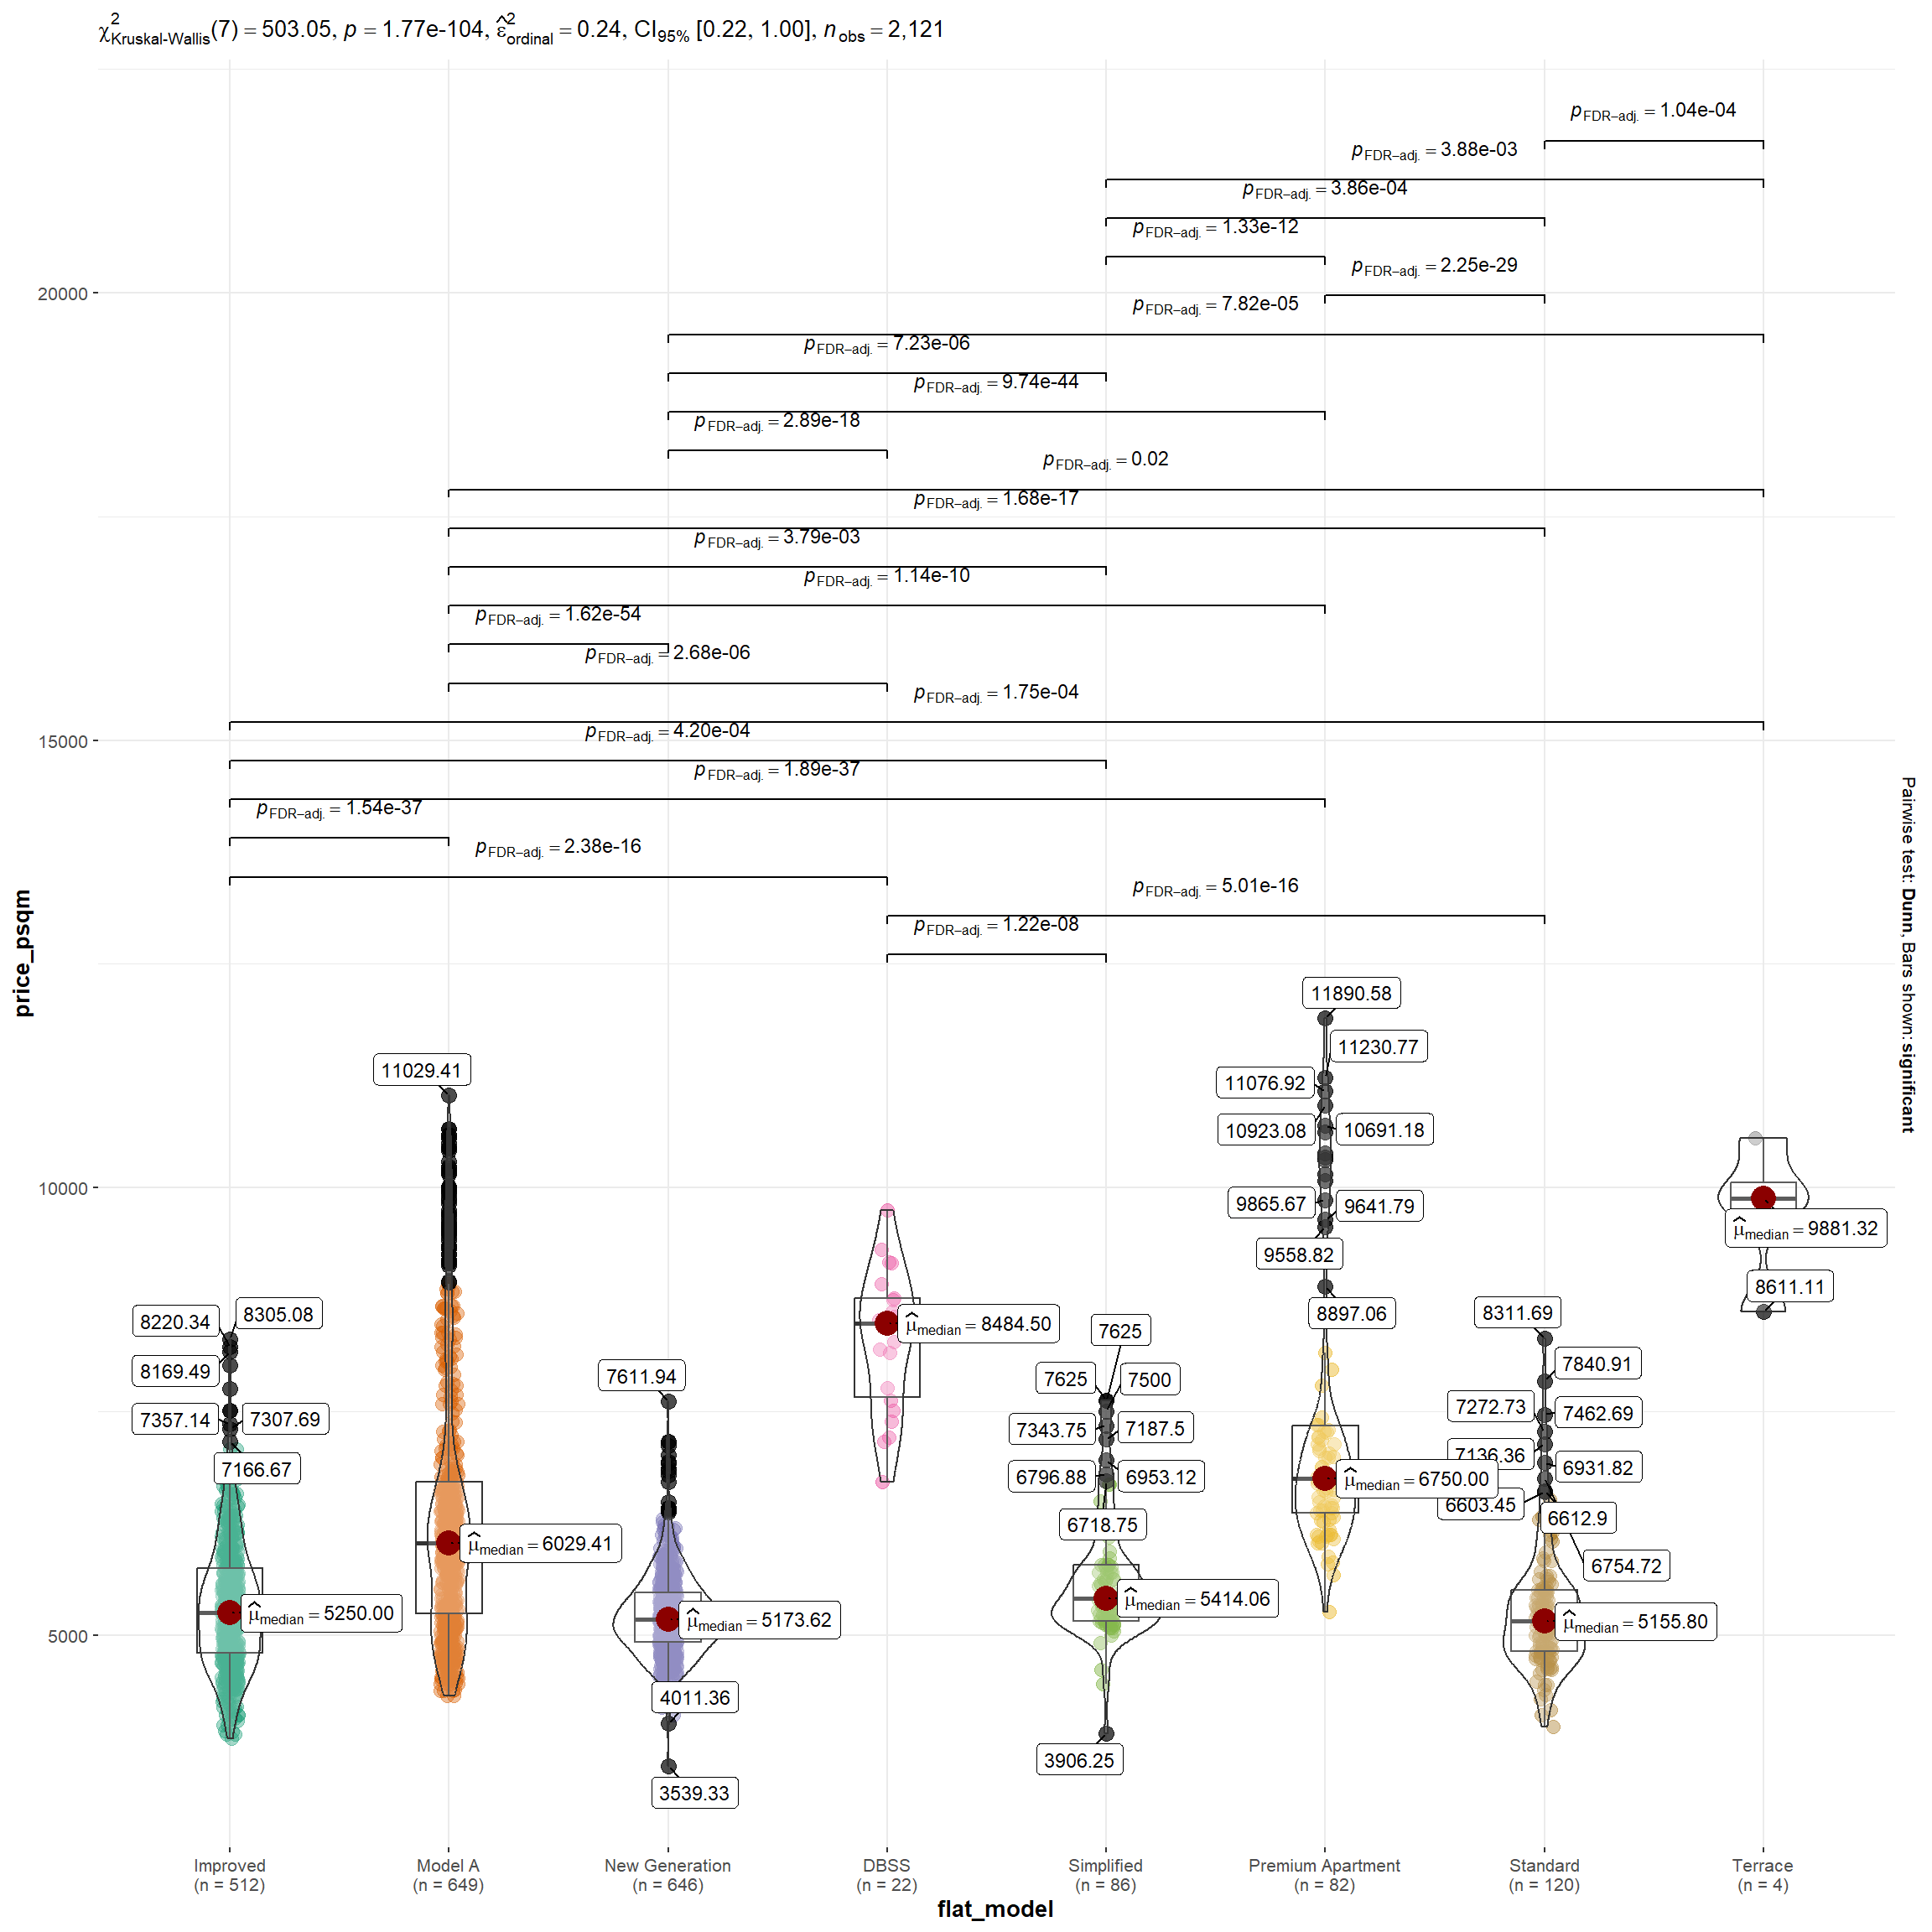 χ²Kruskal-Wallis(7) = 503.05, p = 1.77e-104, ε̂²ordinal = 0.24, CI95% [0.22, 1.00], nobs = 2,121
pFDR–adj. = 1.04e-04
pFDR–adj. = 3.88e-03
pFDR–adj. = 3.86e-04
pFDR–adj. = 1.33e-12
pFDR–adj. = 2.25e-29
20000
pFDR–adj. = 7.82e-05
pFDR–adj. = 7.23e-06
pFDR–adj. = 9.74e-44
pFDR–adj. = 2.89e-18
pFDR–adj. = 0.02
pFDR–adj. = 1.68e-17
pFDR–adj. = 3.79e-03
pFDR–adj. = 1.14e-10
pFDR–adj. = 1.62e-54
pFDR–adj. = 2.68e-06
pFDR–adj. = 1.75e-04
pFDR–adj. = 4.20e-04
15000
pFDR–adj. = 1.89e-37
pFDR–adj. = 1.54e-37
pFDR–adj. = 2.38e-16
pFDR–adj. = 5.01e-16
pFDR–adj. = 1.22e-08
price_psqm
Pairwise test: Dunn, Bars shown: significant
11890.58
11230.77
11029.41
11076.92
10923.08
10691.18
10000
9865.67
9641.79
μ̂median = 9881.32
9558.82
8611.11
8220.34
8305.08
8897.06
8311.69
μ̂median = 8484.50
7625
8169.49
7840.91
7611.94
7625
7500
7357.14
7307.69
7272.73
7462.69
7343.75
7187.5
7136.36
7166.67
6796.88
6953.12
6931.82
μ̂median = 6750.00
6603.45
6718.75
6612.9
μ̂median = 6029.41
6754.72
μ̂median = 5250.00
μ̂median = 5173.62
μ̂median = 5414.06
μ̂median = 5155.80
5000
4011.36
3906.25
3539.33
Improved
(n = 512)
Model A
(n = 649)
New Generation
(n = 646)
DBSS
(n = 22)
Simplified
(n = 86)
Premium Apartment
(n = 82)
Standard
(n = 120)
Terrace
(n = 4)
flat_model